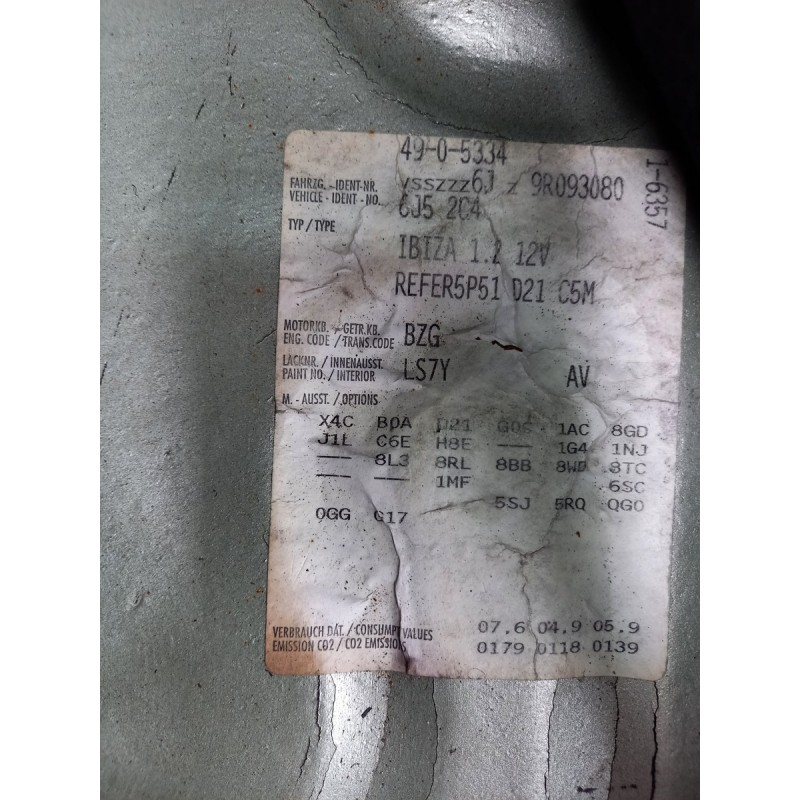 49-0-5334
I-6357
FAHRZG.-IDENT-NR.
VEHICLE-IDENT-NO.
VSSZZZ6J Z 9R093080
6J5 2C4
TYP/TYPE
IBIZA 1.2 12V
REFER5P51 D21 C5M
MOTORKB./GETR.KB.
ENG. CODE/TRANS.CODE
BZG
LACKNR./INNENAUSST.
PAINT NO./INTERIOR
LS7Y AV
M.-AUSST./OPTIONS
X4C B0A D21 G0S 1AC 8GD
J1L C6E H8E —— 1G4 1NJ
—— 8L3 8RL 8BB 8WD 8TC
—— —— 1MF 6SC
5SJ 5RQ QG0
0GG G17
VERBRAUCH DAT./CONSUMPT VALUES
07.6 04.9 05.9
EMISSION CO2/CO2 EMISSIONS
0179 0118 0139